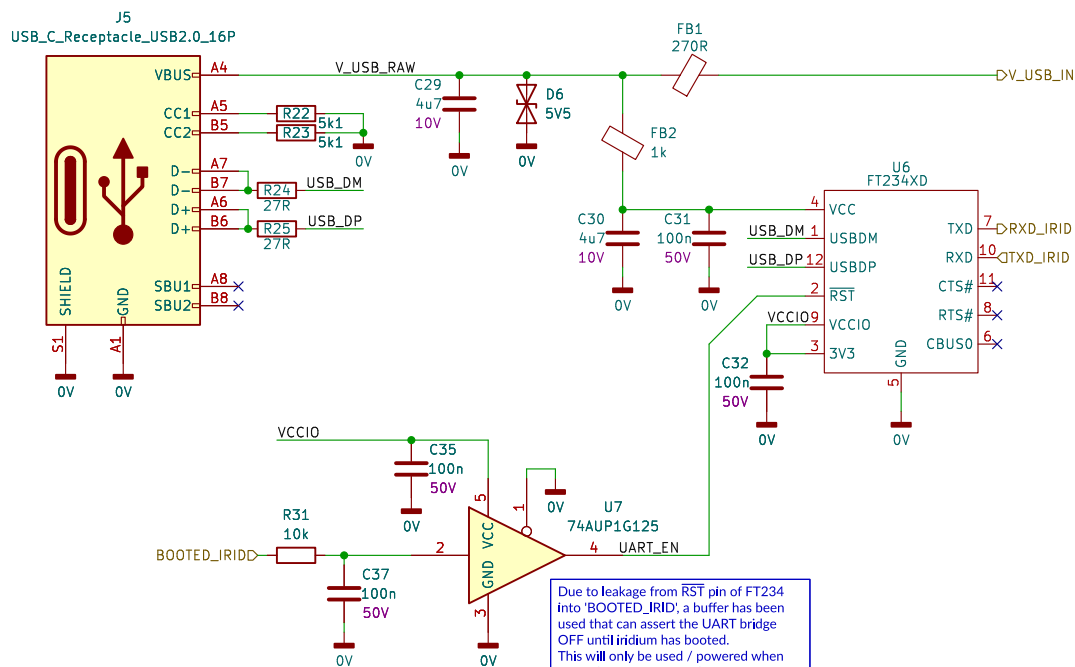 J5
USB_C_Receptacle_USB2.0_16P
VBUS A4
CC1 A5
CC2 B5
D- A7
D- B7
D+ A6
D+ B6
SBU1 A8
SBU2 B8
SHIELD
GND
S1
A1
0V
0V
R22
5k1
R23
5k1
0V
R24
27R
USB_DM
R25
27R
USB_DP
V_USB_RAW
C29
4u7
10V
0V
D6
5V5
0V
FB1
270R
V_USB_IN
FB2
1k
C30
4u7
10V
0V
C31
100n
50V
0V
U6
FT234XD
4 VCC
USB_DM 1 USBDM
USB_DP 12 USBDP
2 RST
VCCIO 9 VCCIO
3 3V3
TXD 7 RXD_IRID
RXD 10 TXD_IRID
CTS# 11
RTS# 8
CBUS0 6
GND
5
0V
C32
100n
50V
0V
VCCIO
C35
100n
50V
0V
5
1
0V
U7
74AUP1G125
VCC
GND
2
4 UART_EN
3
0V
R31
10k
BOOTED_IRID
C37
100n
50V
0V
Due to leakage from RST pin of FT234
into 'BOOTED_IRID', a buffer has been
used that can assert the UART bridge
OFF until iridium has booted.
This will only be used / powered when